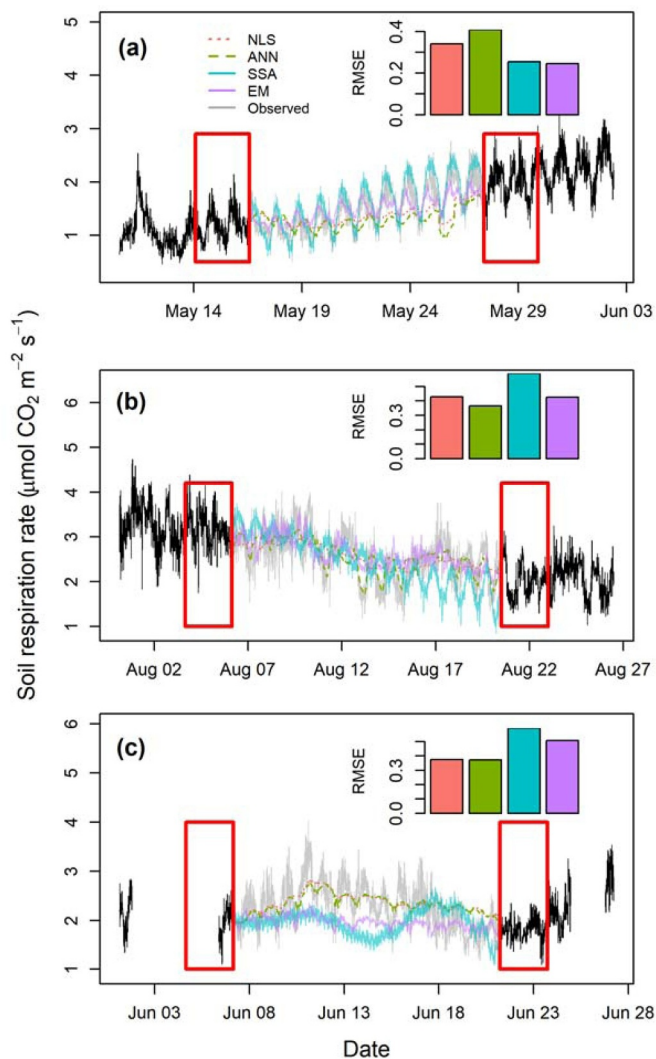 (a)
NLS
ANN
SSA
EM
Observed
RMSE
0.0 0.2 0.4
5
4
3
2
1
May 14 May 19 May 24 May 29 Jun 03
(b)
RMSE
0.0 0.3
6
5
4
3
2
1
Aug 02 Aug 07 Aug 12 Aug 17 Aug 22 Aug 27
Soil respiration rate (μmol CO₂ m⁻² s⁻¹)
(c)
RMSE
0.0 0.3
6
5
4
3
2
1
Jun 03 Jun 08 Jun 13 Jun 18 Jun 23 Jun 28
Date